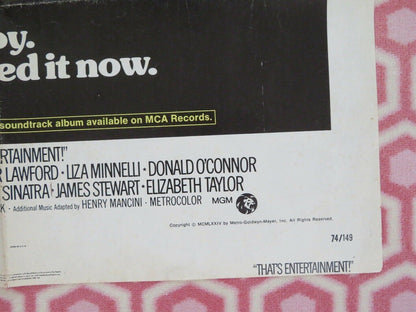 oy.
ed it now.
soundtrack album available on MCA Records.
ERTAINMENT!"
R LAWFORD · LIZA MINNELLI · DONALD O'CONNOR
SINATRA · JAMES STEWART · ELIZABETH TAYLOR
K · Additional Music Adapted by HENRY MANCINI · METROCOLOR MGM
Copyright © MCMLXXIV by Metro-Goldwyn-Mayer, Inc. All Rights Reserved.
74/149
"THAT'S ENTERTAINMENT!"